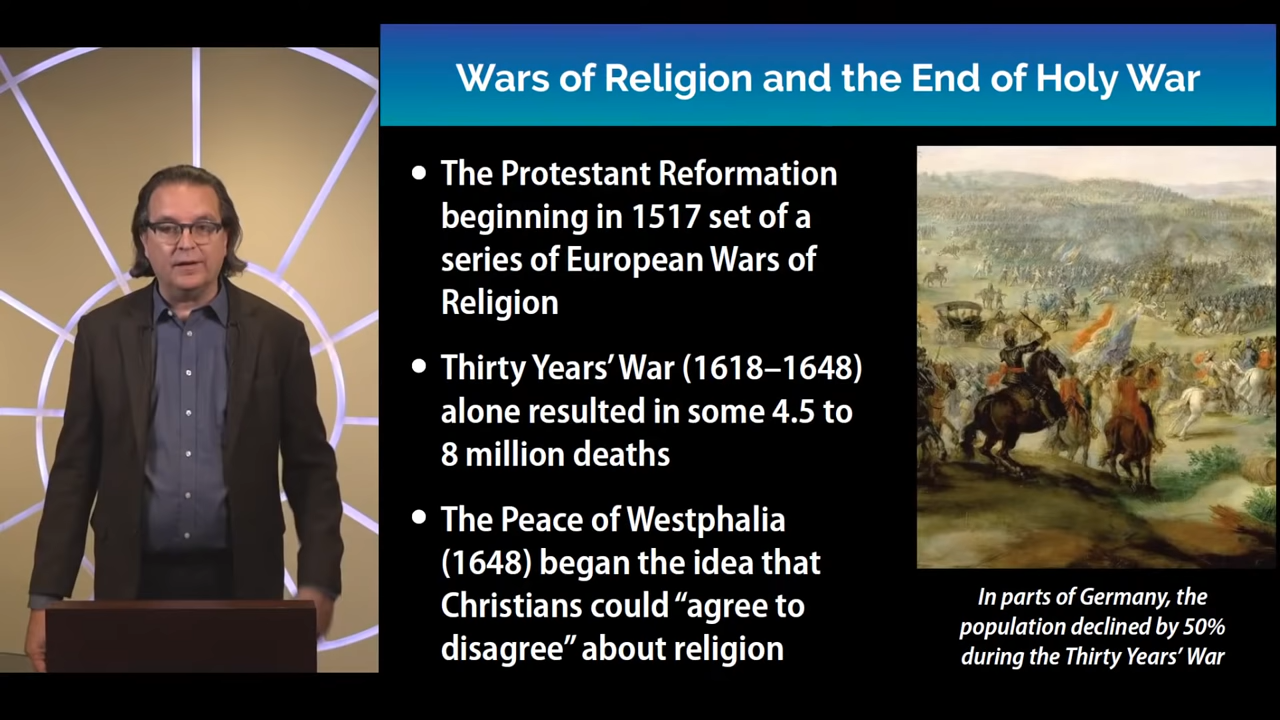 Wars of Religion and the End of Holy War
• The Protestant Reformation
beginning in 1517 set of a
series of European Wars of
Religion
• Thirty Years’ War (1618–1648)
alone resulted in some 4.5 to
8 million deaths
• The Peace of Westphalia
(1648) began the idea that
Christians could “agree to
disagree” about religion
In parts of Germany, the
population declined by 50%
during the Thirty Years’ War